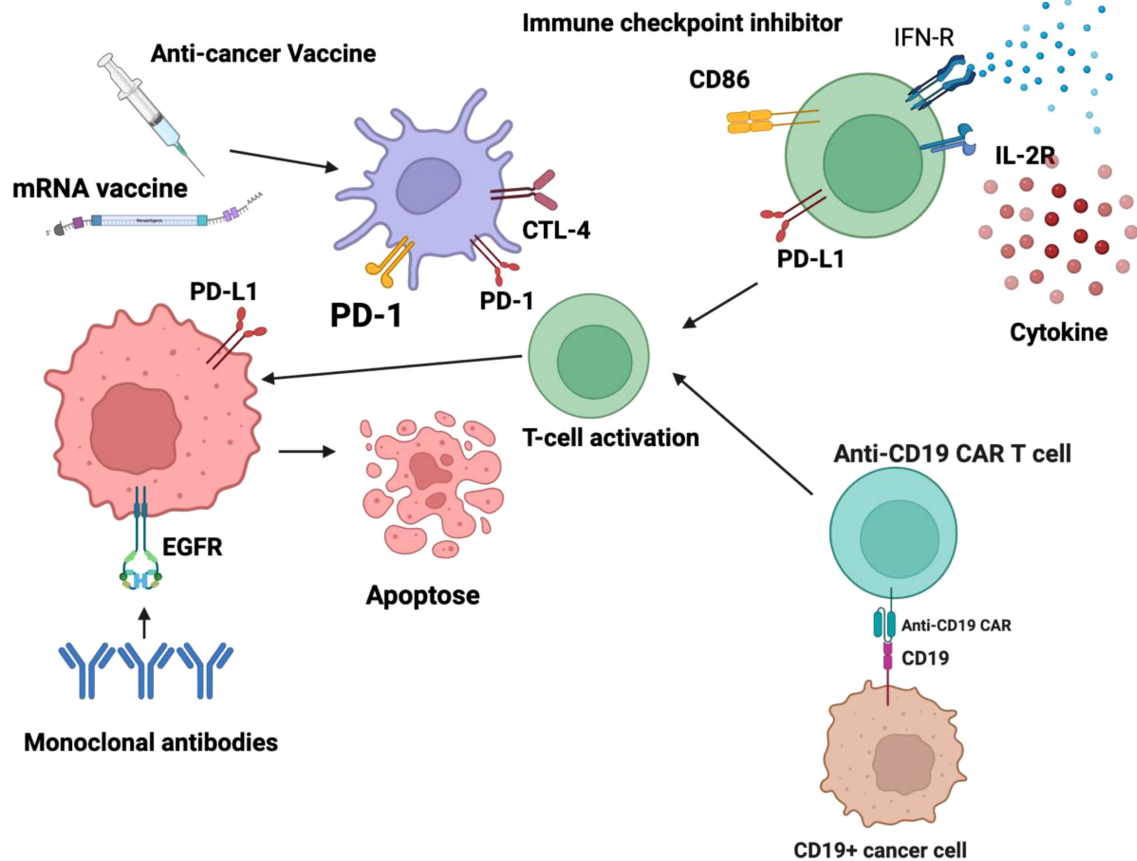 Immune checkpoint inhibitor
Anti-cancer Vaccine
IFN-R
CD86
mRNA vaccine
IL-2R
AAAA
5'
CTL-4
PD-L1
PD-L1
PD-1
PD-1
Cytokine
T-cell activation
Anti-CD19 CAR T cell
EGFR
Apoptose
Anti-CD19 CAR
CD19
Monoclonal antibodies
CD19+ cancer cell